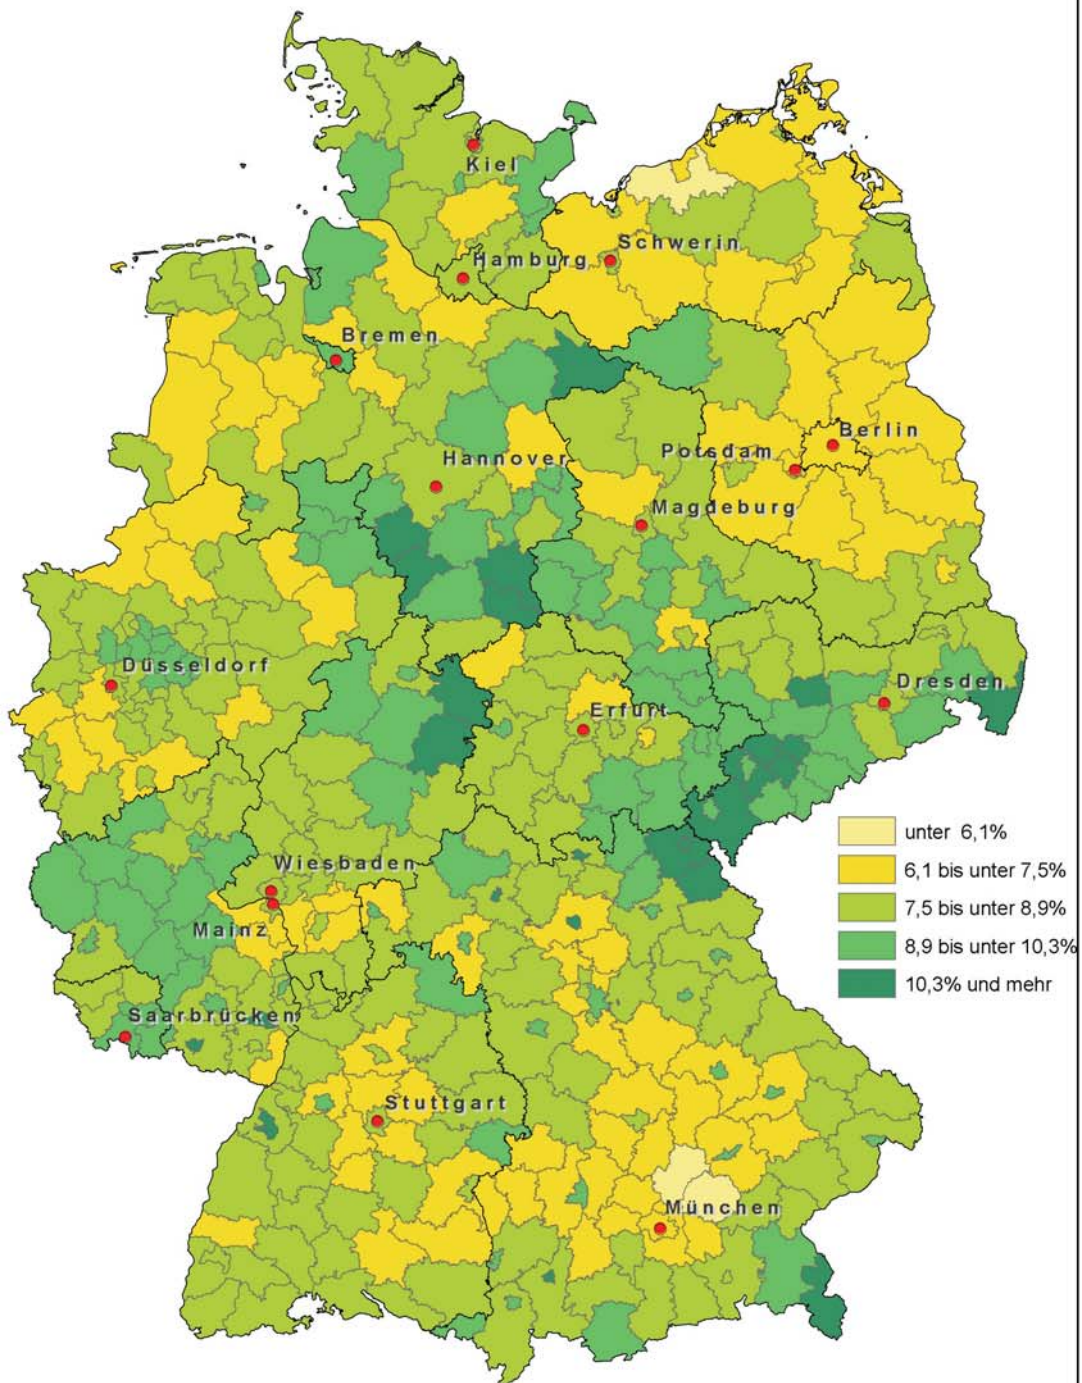 Kiel
Schwerin
Hamburg
Bremen
Berlin
Potsdam
Hannover
Magdeburg
Düsseldorf
Dresden
Erfurt
unter 6,1%
6,1 bis unter 7,5%
7,5 bis unter 8,9%
8,9 bis unter 10,3%
10,3% und mehr
Wiesbaden
Mainz
Saarbrücken
Stuttgart
München